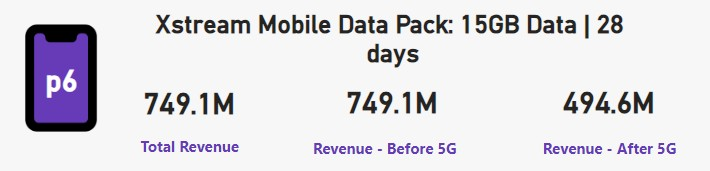 Xstream Mobile Data Pack: 15GB Data | 28
days
p6
749.1M 749.1M 494.6M
Total Revenue Revenue - Before 5G Revenue - After 5G